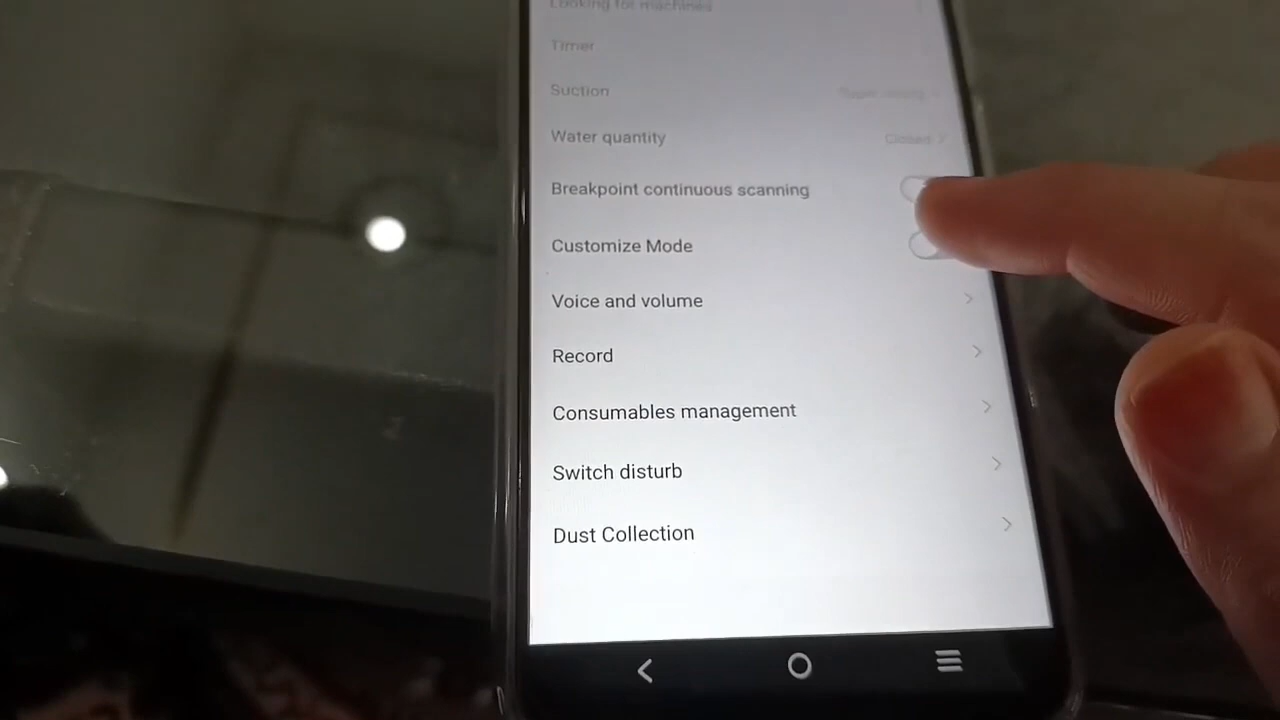 Looking for machines
Timer
Suction
Water quantity Closed
Breakpoint continuous scanning
Customize Mode
Voice and volume
Record
Consumables management
Switch disturb
Dust Collection